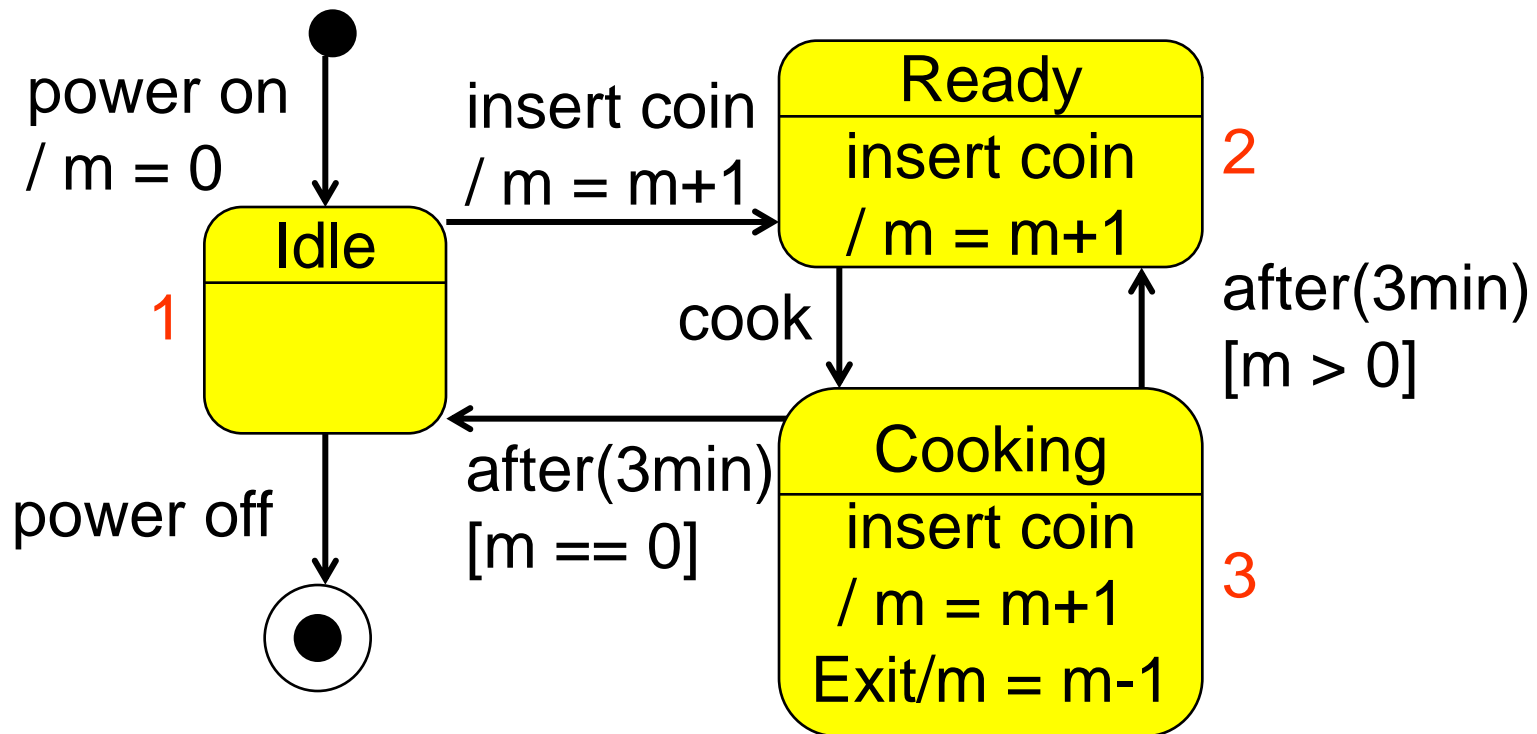 power on
/ m = 0
insert coin
/ m = m+1
Ready
insert coin
/ m = m+1
2
Idle
1
cook
after(3min)
[m > 0]
power off
after(3min)
[m == 0]
Cooking
insert coin
/ m = m+1
Exit/m = m-1
3